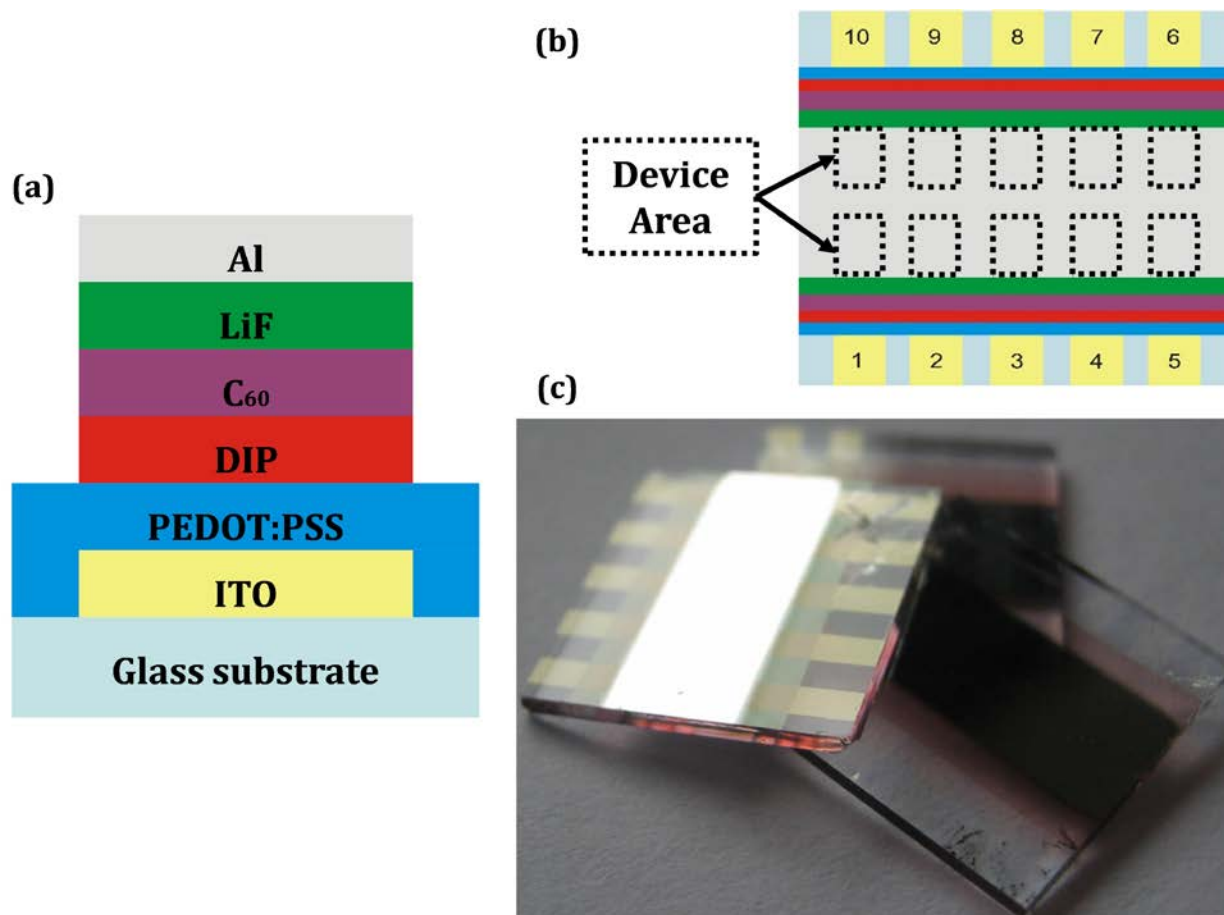 (a)
Al
LiF
C₆₀
DIP
PEDOT:PSS
ITO
Glass substrate
(b)
10 9 8 7 6
Device
Area
1 2 3 4 5
(c)